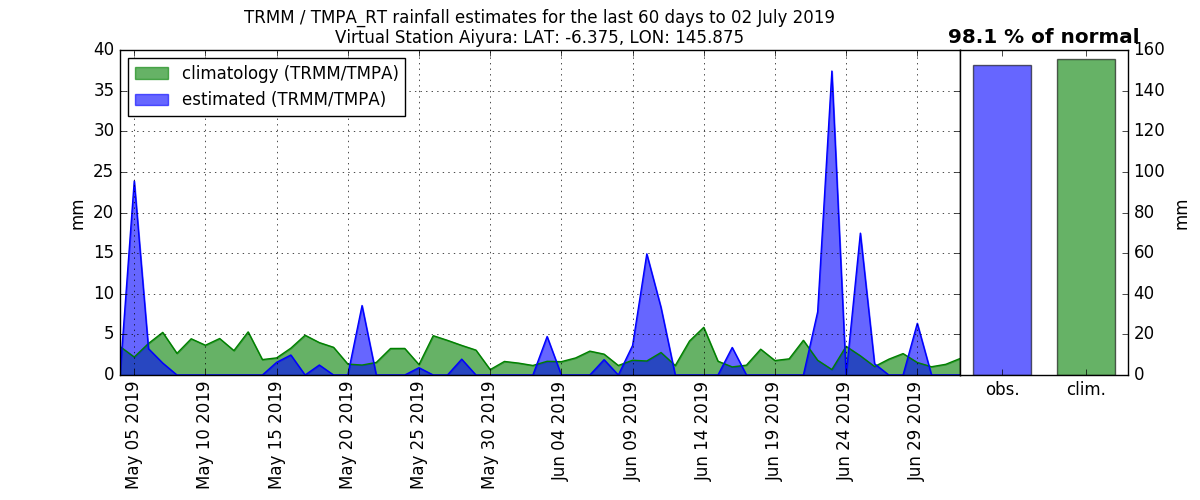 TRMM / TMPA_RT rainfall estimates for the last 60 days to 02 July 2019
Virtual Station Aiyura: LAT: -6.375, LON: 145.875
98.1 % of normal
climatology (TRMM/TMPA)
estimated (TRMM/TMPA)
mm
40
35
30
25
20
15
10
5
0
May 05 2019
May 10 2019
May 15 2019
May 20 2019
May 25 2019
May 30 2019
Jun 04 2019
Jun 09 2019
Jun 14 2019
Jun 19 2019
Jun 24 2019
Jun 29 2019
obs.
clim.
160
140
120
100
80
60
40
20
0
mm